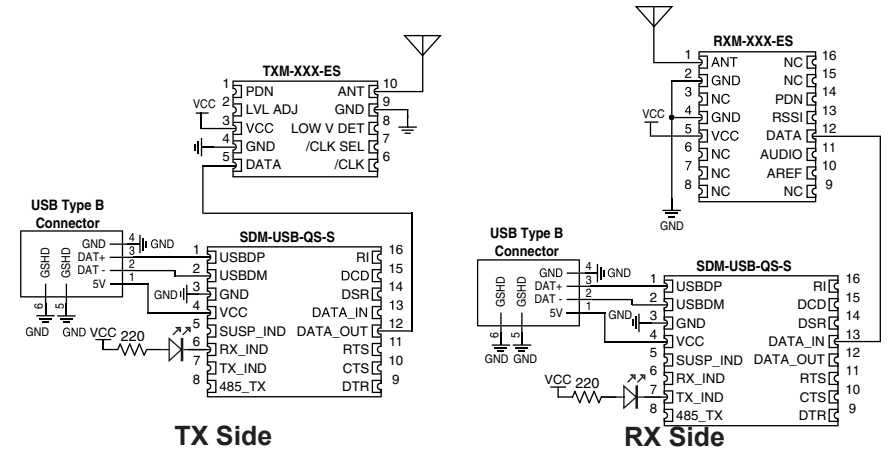 TXM-XXX-ES
1 PDN ANT 10
2 LVL ADJ GND 9
3 VCC LOW V DET 8
4 GND /CLK SEL 7
5 DATA /CLK 6
VCC
USB Type B
Connector
GND 4 GND
DAT+ 3
DAT - 2
5V 1
GSHD GSHD
6 5
GND GND
SDM-USB-QS-S
1 USBDP RI 16
2 USBDM DCD 15
GND 3 GND DSR 14
4 VCC DATA_IN 13
5 SUSP_IND DATA_OUT 12
6 RX_IND RTS 11
7 TX_IND CTS 10
8 485_TX DTR 9
VCC 220
TX Side
RXM-XXX-ES
1 ANT NC 16
2 GND NC 15
3 NC PDN 14
4 GND RSSI 13
5 VCC DATA 12
6 NC AUDIO 11
7 NC AREF 10
8 NC NC 9
VCC
GND
USB Type B
Connector
GND 4 GND
DAT+ 3
DAT - 2
5V 1
GSHD GSHD
6 5
GND GND
SDM-USB-QS-S
1 USBDP RI 16
2 USBDM DCD 15
GND 3 GND DSR 14
4 VCC DATA_IN 13
5 SUSP_IND DATA_OUT 12
6 RX_IND RTS 11
7 TX_IND CTS 10
8 485_TX DTR 9
VCC 220
RX Side